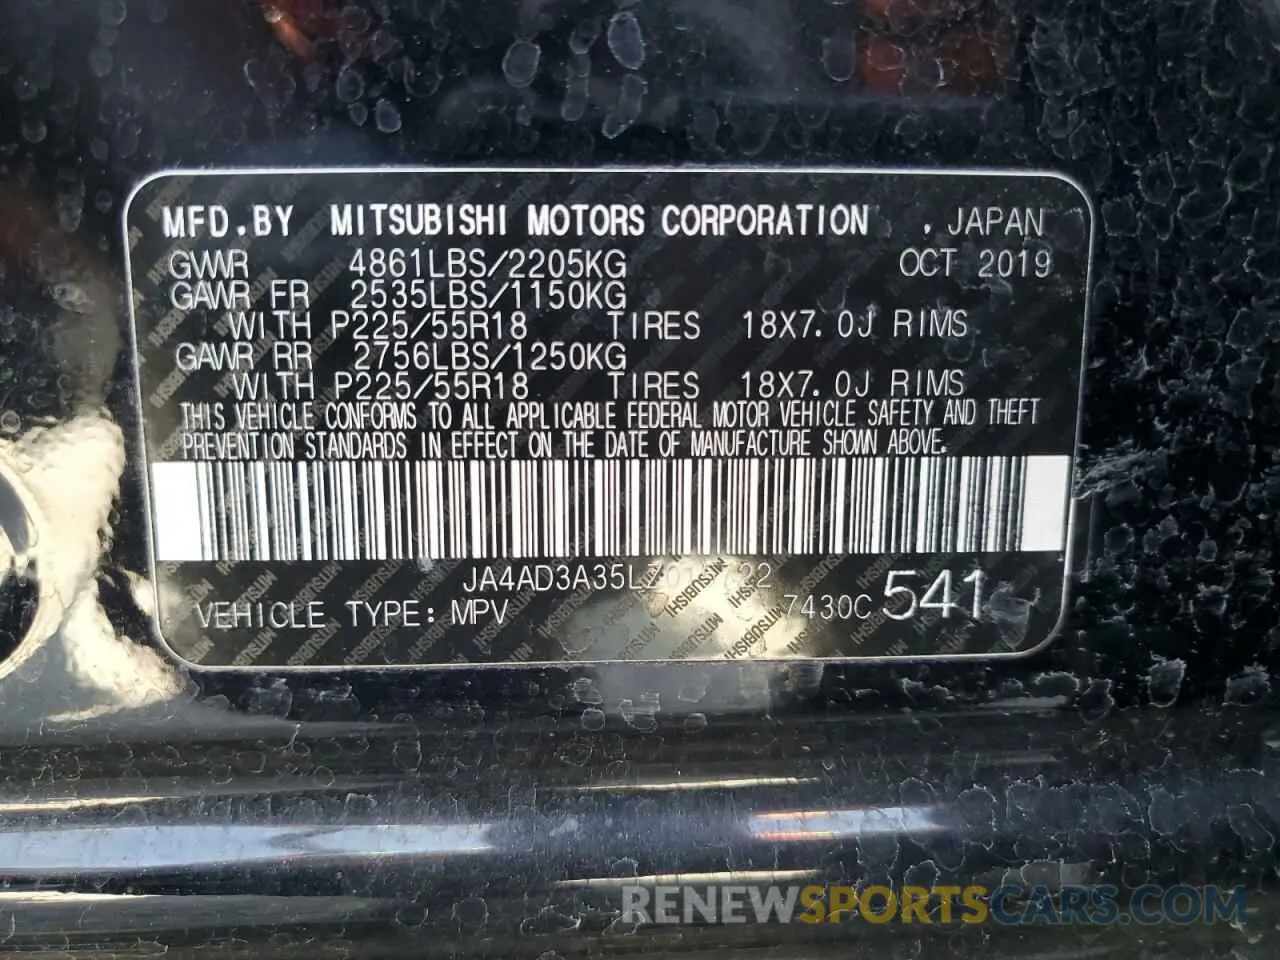 MFD.BY MITSUBISHI MOTORS CORPORATION . JAPAN
GVWR 4861LBS/2205KG OCT 2019
GAWR FR 2535LBS/1150KG
WITH P225/55R18 TIRES 18X7.0J RIMS
GAWR RR 2756LBS/1250KG
WITH P225/55R18 TIRES 18X7.0J RIMS
THIS VEHICLE CONFORMS TO ALL APPLICABLE FEDERAL MOTOR VEHICLE SAFETY AND THEFT
PREVENTION STANDARDS IN EFFECT ON THE DATE OF MANUFACTURE SHOWN ABOVE.
VEHICLE TYPE: MPV 7430C 541
RENEWSPORTSCARS.COM